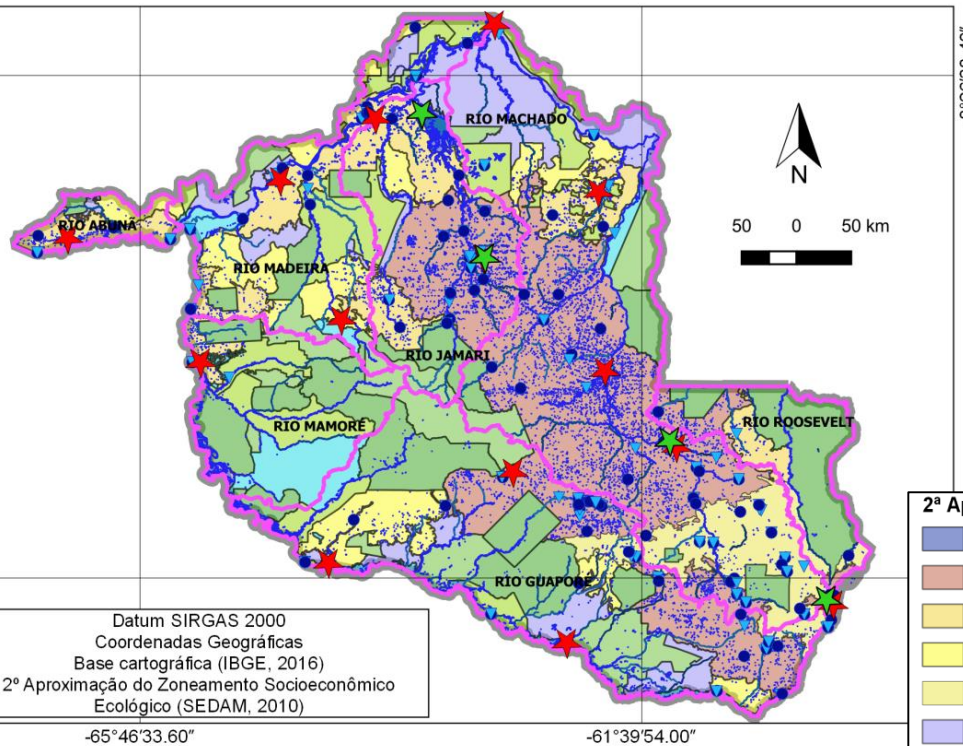 RIO MACHADO
N
50 0 50 km
RIO ABUNÃ
RIO MADEIRA
RIO JAMARI
RIO MAMORÉ
RIO ROOSEVELT
2ª Ap
RIO GUAPORÉ
Datum SIRGAS 2000
Coordenadas Geográficas
Base cartográfica (IBGE, 2016)
2º Aproximação do Zoneamento Socioeconômico
Ecológico (SEDAM, 2010)
-65°46'33.60" -61°39'54.00"